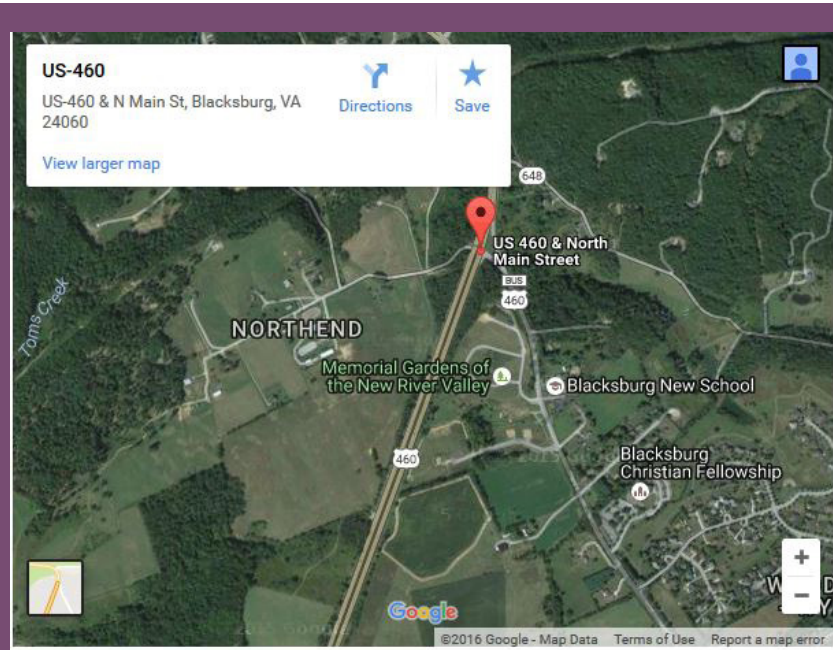 US-460
US-460 & N Main St, Blacksburg, VA
24060
Directions
Save
View larger map
648
US 460 & North
Main Street
BUS
460
Toms Creek
NORTHEND
Memorial Gardens of
the New River Valley
Blacksburg New School
460
Blacksburg
Christian Fellowship
+
−
Google
©2016 Google - Map Data
Terms of Use
Report a map error